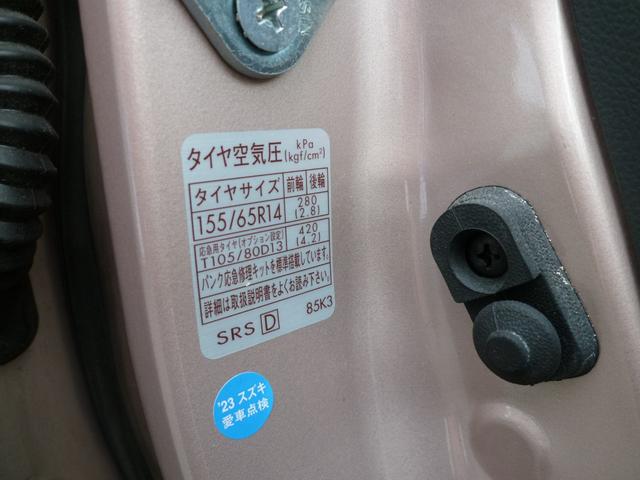 タイヤ空気圧 kPa (kgf/cm²)
タイヤサイズ 前輪 後輪
155/65R14 280 (2.8)
応急用タイヤ(オプション設定)
T105/80D13 420 (4.2)
パンク応急修理キットを標準搭載しています。
詳細は取扱説明書をよくお読み下さい。
SRS D 85K3
'23 スズキ
愛車点検